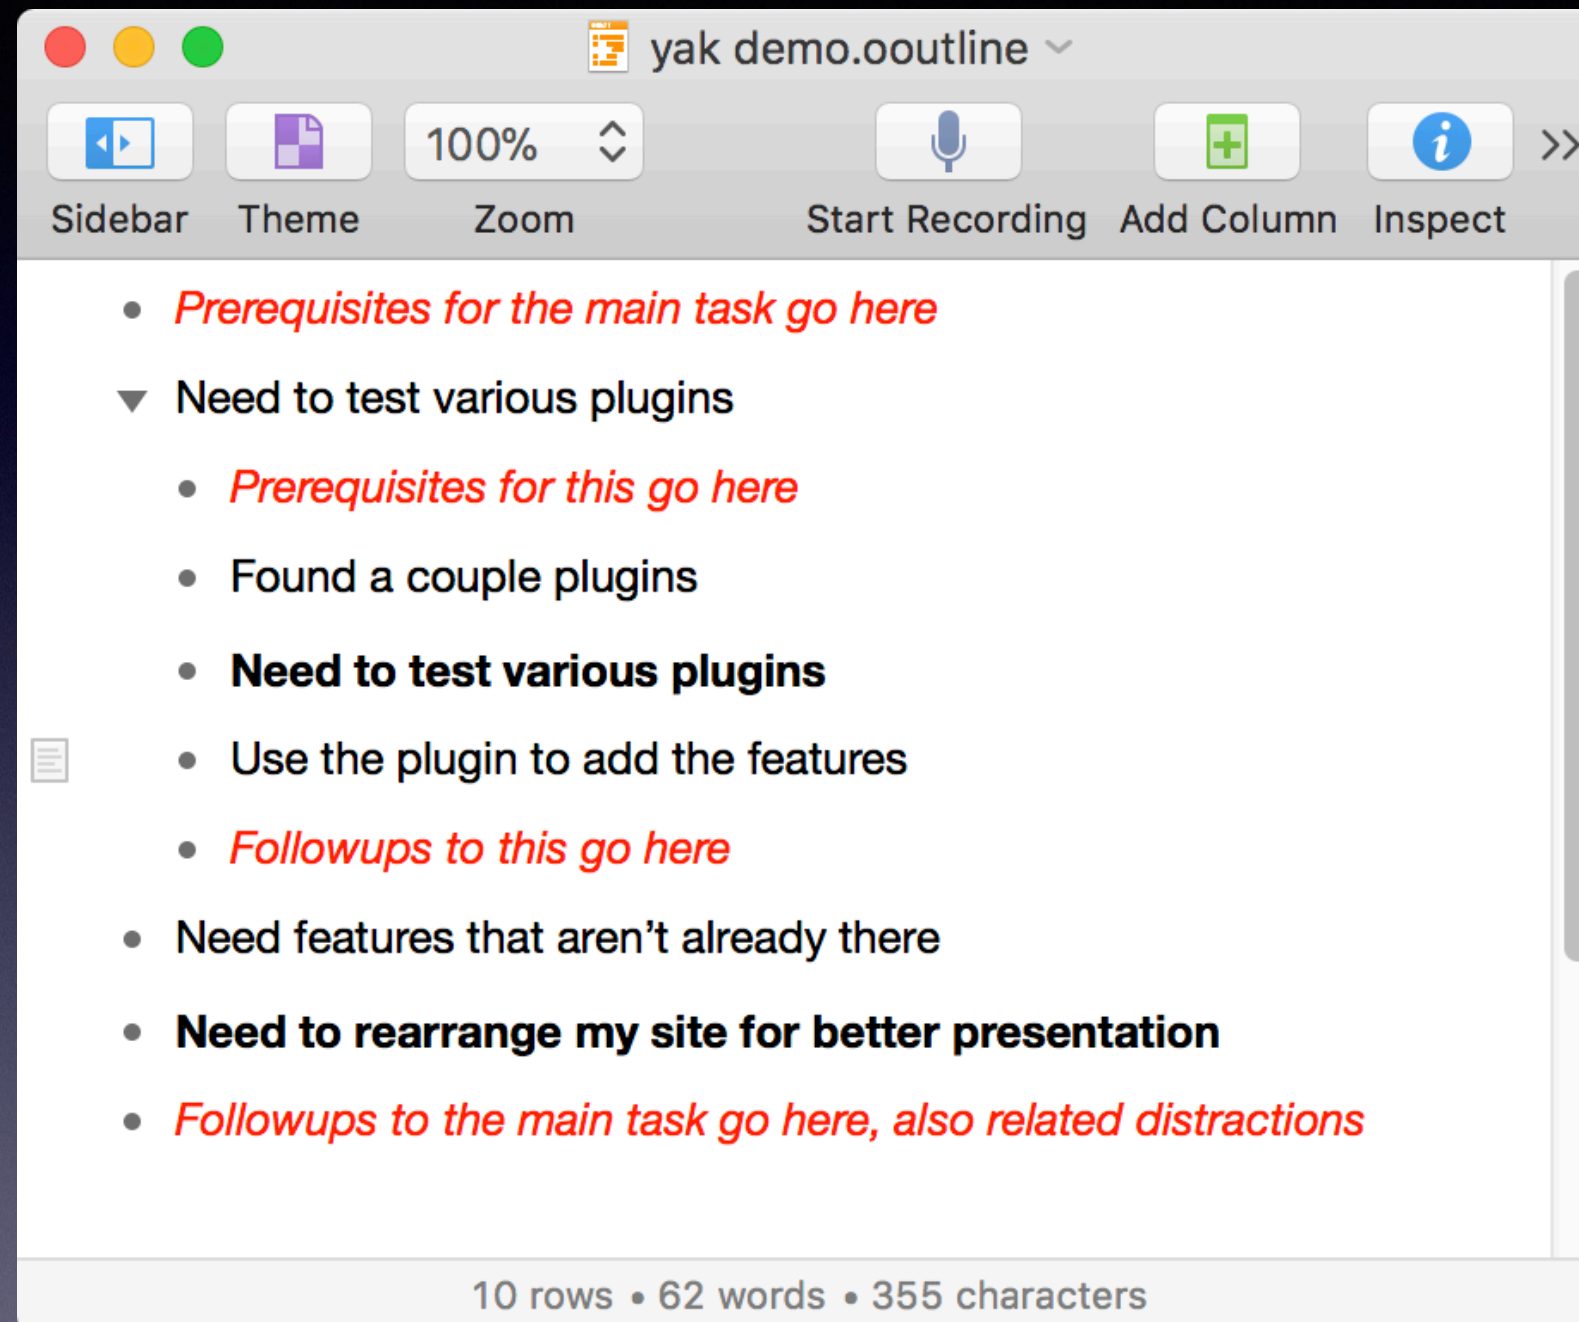 yak demo.ooutline
100%
Sidebar Theme Zoom Start Recording Add Column Inspect
Prerequisites for the main task go here
Need to test various plugins
Prerequisites for this go here
Found a couple plugins
Need to test various plugins
Use the plugin to add the features
Followups to this go here
Need features that aren’t already there
Need to rearrange my site for better presentation
Followups to the main task go here, also related distractions
10 rows • 62 words • 355 characters